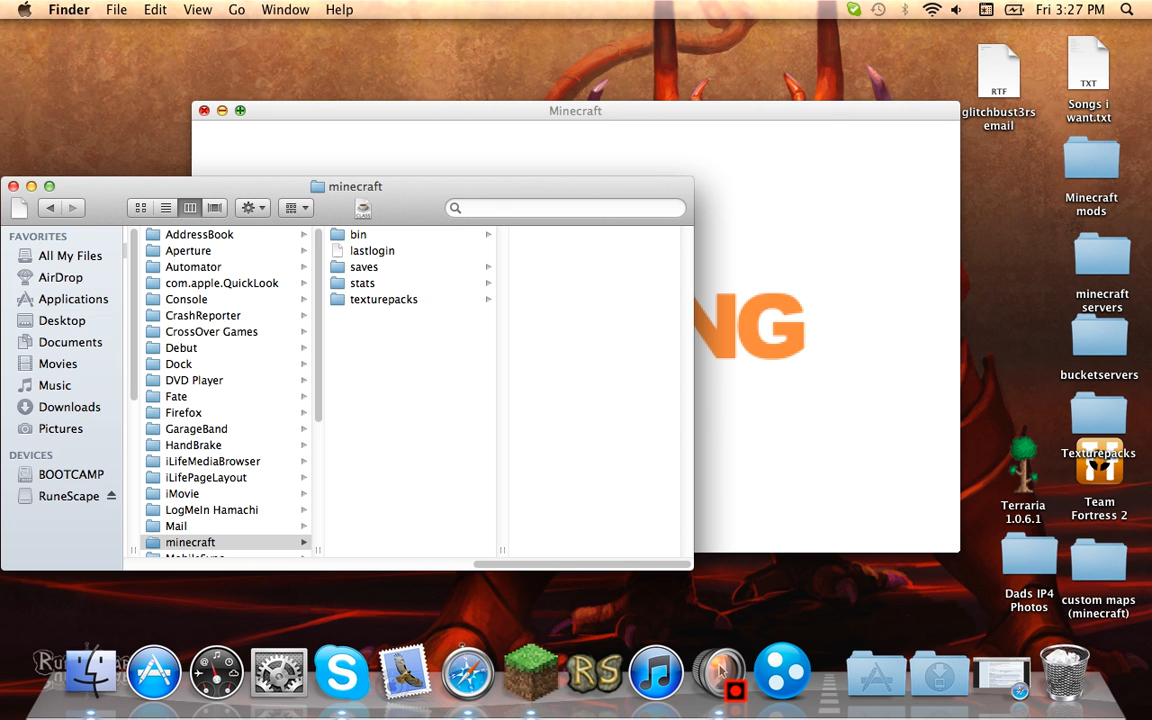 Finder File Edit View Go Window Help Fri 3:27 PM
Minecraft
minecraft
CLASS
FAVORITES
All My Files
AirDrop
Applications
Desktop
Documents
Movies
Music
Downloads
Pictures
DEVICES
BOOTCAMP
RuneScape
AddressBook
Aperture
Automator
com.apple.QuickLook
Console
CrashReporter
CrossOver Games
Debut
Dock
DVD Player
Fate
Firefox
GarageBand
HandBrake
iLifeMediaBrowser
iLifePageLayout
iMovie
LogMeIn Hamachi
Mail
minecraft
MobileSync
bin
lastlogin
saves
stats
texturepacks
NG
RTF
glitchbust3rs
email
TXT
Songs i
want.txt
Minecraft
mods
minecraft
servers
bucketservers
Texturepacks
Terraria
1.0.6.1
Team
Fortress 2
Dads IP4
Photos
custom maps
(minecraft)
RS